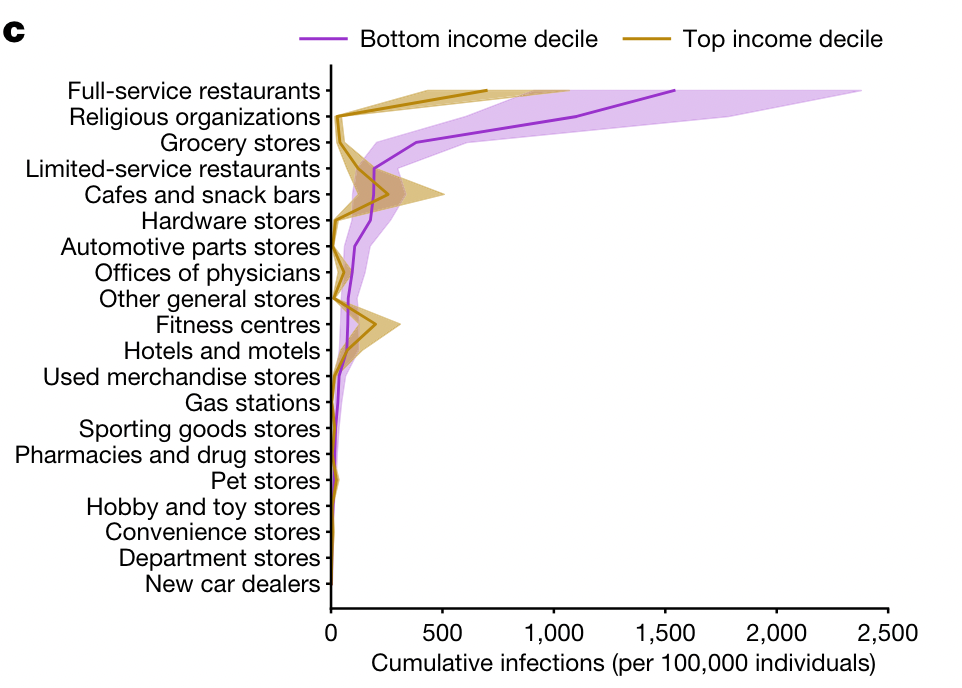 c
Bottom income decile Top income decile
Full-service restaurants
Religious organizations
Grocery stores
Limited-service restaurants
Cafes and snack bars
Hardware stores
Automotive parts stores
Offices of physicians
Other general stores
Fitness centres
Hotels and motels
Used merchandise stores
Gas stations
Sporting goods stores
Pharmacies and drug stores
Pet stores
Hobby and toy stores
Convenience stores
Department stores
New car dealers
0 500 1,000 1,500 2,000 2,500
Cumulative infections (per 100,000 individuals)